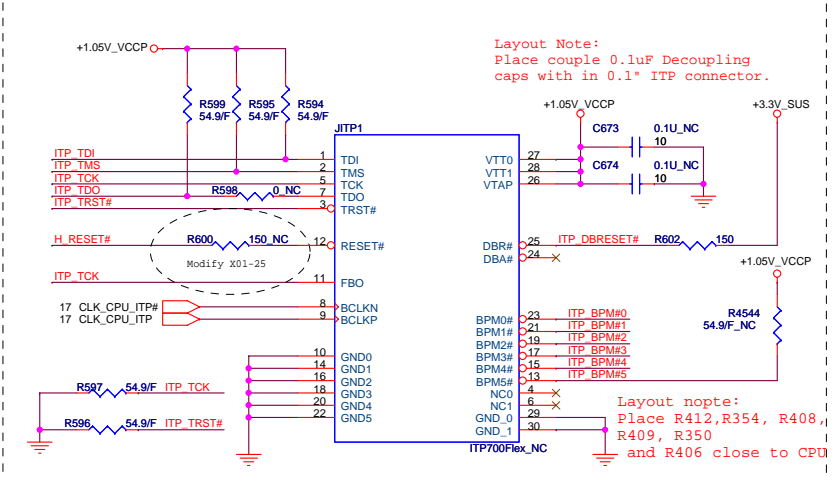 Layout Note:
Place couple 0.1uF Decoupling
caps with in 0.1" ITP connector.
+1.05V_VCCP
R599
54.9/F
R595
54.9/F
R594
54.9/F
JITP1
+1.05V_VCCP
+3.3V_SUS
C673
0.1U_NC
10
C674
0.1U_NC
10
ITP_TDI
1
TDI
ITP_TMS
2
TMS
ITP_TCK
5
TCK
ITP_TDO
R598
0_NC
7
TDO
ITP_TRST#
3
TRST#
H_RESET#
R600
150_NC
12
RESET#
Modify X01-25
ITP_TCK
11
FBO
17 CLK_CPU_ITP#
8
BCLKN
17 CLK_CPU_ITP
9
BCLKP
10
GND0
14
GND1
16
GND2
18
GND3
20
GND4
22
GND5
R597
54.9/F
ITP_TCK
R596
54.9/F
ITP_TRST#
VTT0
27
VTT1
28
VTAP
26
DBR#
25
ITP_DBRESET#
R602
150
DBA#
24
+1.05V_VCCP
R4544
54.9/F_NC
BPM0#
23
ITP_BPM#0
BPM1#
21
ITP_BPM#1
BPM2#
19
ITP_BPM#2
BPM3#
17
ITP_BPM#3
BPM4#
15
ITP_BPM#4
BPM5#
13
ITP_BPM#5
NC0
4
NC1
6
GND_0
29
GND_1
30
ITP700Flex_NC
Layout nopte:
Place R412,R354, R408,
R409, R350
and R406 close to CPU